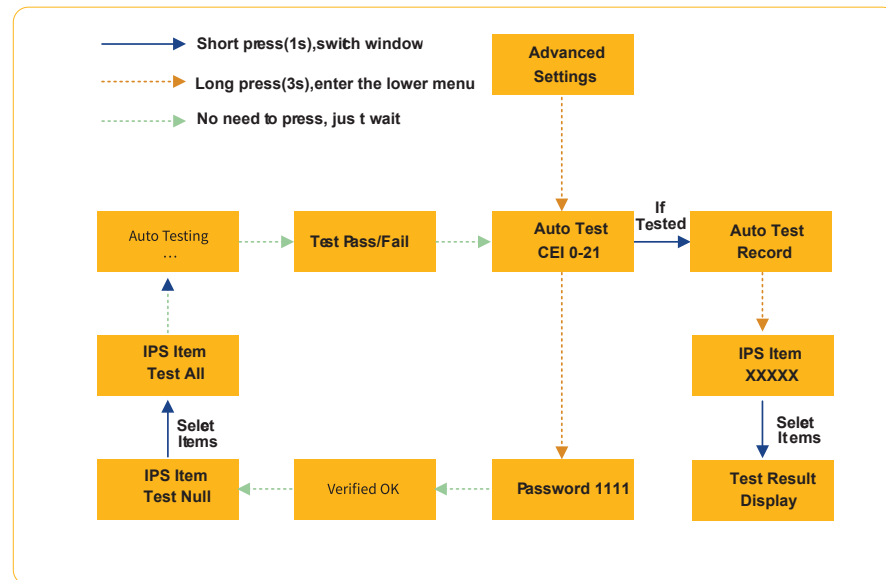 Short press(1s),switch window
Long press(3s),enter the lower menu
No need to press, jus t wait
Advanced
Settings
Auto Testing
...
Test Pass/Fail
Auto Test
CEI 0-21
If
Tested
Auto Test
Record
IPS Item
Test All
IPS Item
XXXXX
Selet
Items
Selet
Items
IPS Item
Test Null
Verified OK
Password 1111
Test Result
Display